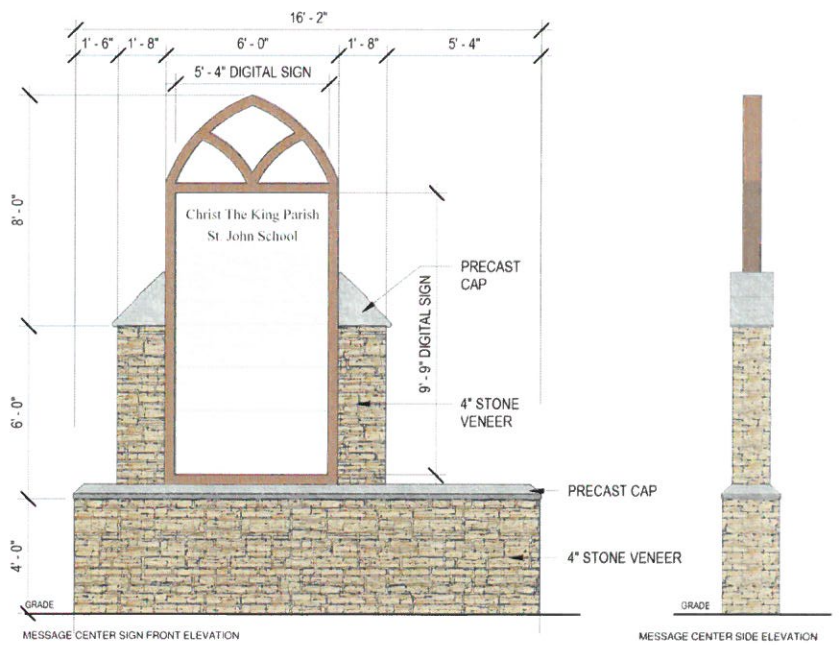 16' - 2"
1' - 6"
1' - 8"
6' - 0"
1' - 8"
5' - 4"
5' - 4" DIGITAL SIGN
8' - 0"
Christ The King Parish
St. John School
PRECAST
CAP
9' - 9" DIGITAL SIGN
6' - 0"
4" STONE
VENEER
PRECAST CAP
4' - 0"
4" STONE VENEER
GRADE
GRADE
MESSAGE CENTER SIGN FRONT ELEVATION
MESSAGE CENTER SIDE ELEVATION